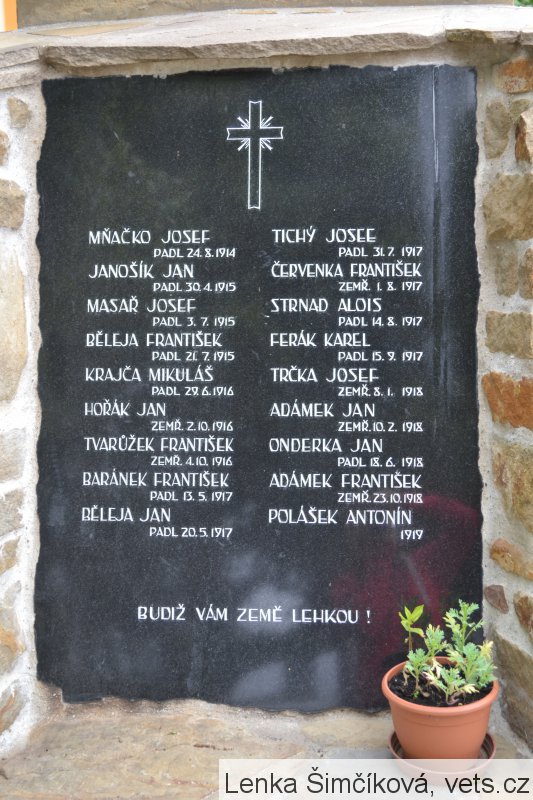 MŇAČKO JOSEF
PADL 24.8.1914
JANOŠÍK JAN
PADL 30.4.1915
MASAŘ JOSEF
PADL 3.7.1915
BĚLEJA FRANTIŠEK
PADL 21.7.1915
KRAJČA MIKULÁŠ
PADL 29.6.1916
HOŘÁK JAN
ZEMŘ. 2.10.1916
TVARŮŽEK FRANTIŠEK
ZEMŘ. 4.10.1916
BARÁNEK FRANTIŠEK
PADL 13.5.1917
BĚLEJA JAN
PADL 20.5.1917
TICHÝ JOSEF
PADL 31.7.1917
ČERVENKA FRANTIŠEK
ZEMŘ. 1.8.1917
STRNAD ALOIS
PADL 14.8.1917
FERÁK KAREL
PADL 15.9.1917
TRČKA JOSEF
ZEMŘ. 8.1.1918
ADÁMEK JAN
ZEMŘ. 10.2.1918
ONDERKA JAN
PADL 18.6.1918
ADÁMEK FRANTIŠEK
ZEMŘ. 23.10.1918
POLÁŠEK ANTONÍN
1919
BUDIŽ VÁM ZEMĚ LEHKOU !
Lenka Šimčíková, vets.cz